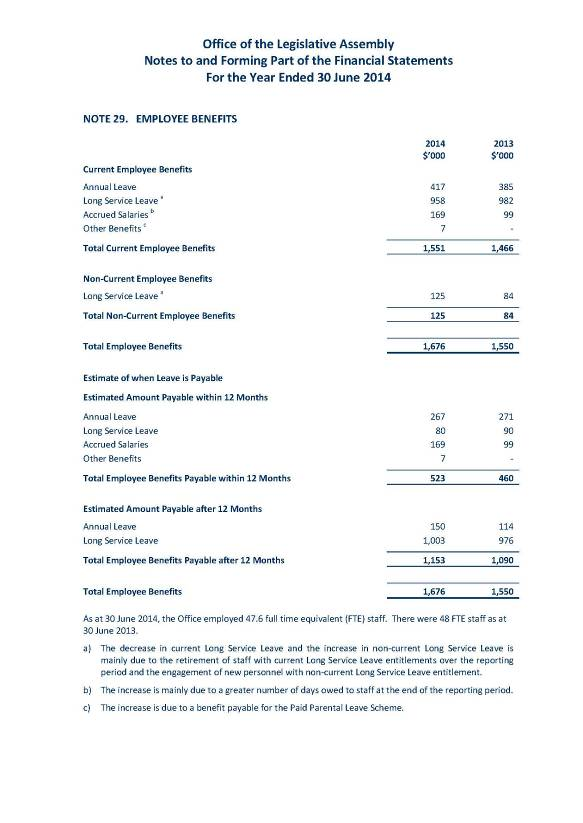 Office of the Legislative Assembly
Notes to and Forming Part of the Financial Statements
For the Year Ended 30 June 2014
NOTE 29. EMPLOYEE BENEFITS
2014 2013
$'000 $'000
Current Employee Benefits
Annual Leave 417 385
Long Service Leave a 958 982
Accrued Salaries b 169 99
Other Benefits c 7 -
Total Current Employee Benefits 1,551 1,466
Non-Current Employee Benefits
Long Service Leave a 125 84
Total Non-Current Employee Benefits 125 84
Total Employee Benefits 1,676 1,550
Estimate of when Leave is Payable
Estimated Amount Payable within 12 Months
Annual Leave 267 271
Long Service Leave 80 90
Accrued Salaries 169 99
Other Benefits 7 -
Total Employee Benefits Payable within 12 Months 523 460
Estimated Amount Payable after 12 Months
Annual Leave 150 114
Long Service Leave 1,003 976
Total Employee Benefits Payable after 12 Months 1,153 1,090
Total Employee Benefits 1,676 1,550
As at 30 June 2014, the Office employed 47.6 full time equivalent (FTE) staff. There were 48 FTE staff as at
30 June 2013.
a) The decrease in current Long Service Leave and the increase in non-current Long Service Leave is
mainly due to the retirement of staff with current Long Service Leave entitlements over the reporting
period and the engagement of new personnel with non-current Long Service Leave entitlement.
b) The increase is mainly due to a greater number of days owed to staff at the end of the reporting period.
c) The increase is due to a benefit payable for the Paid Parental Leave Scheme.